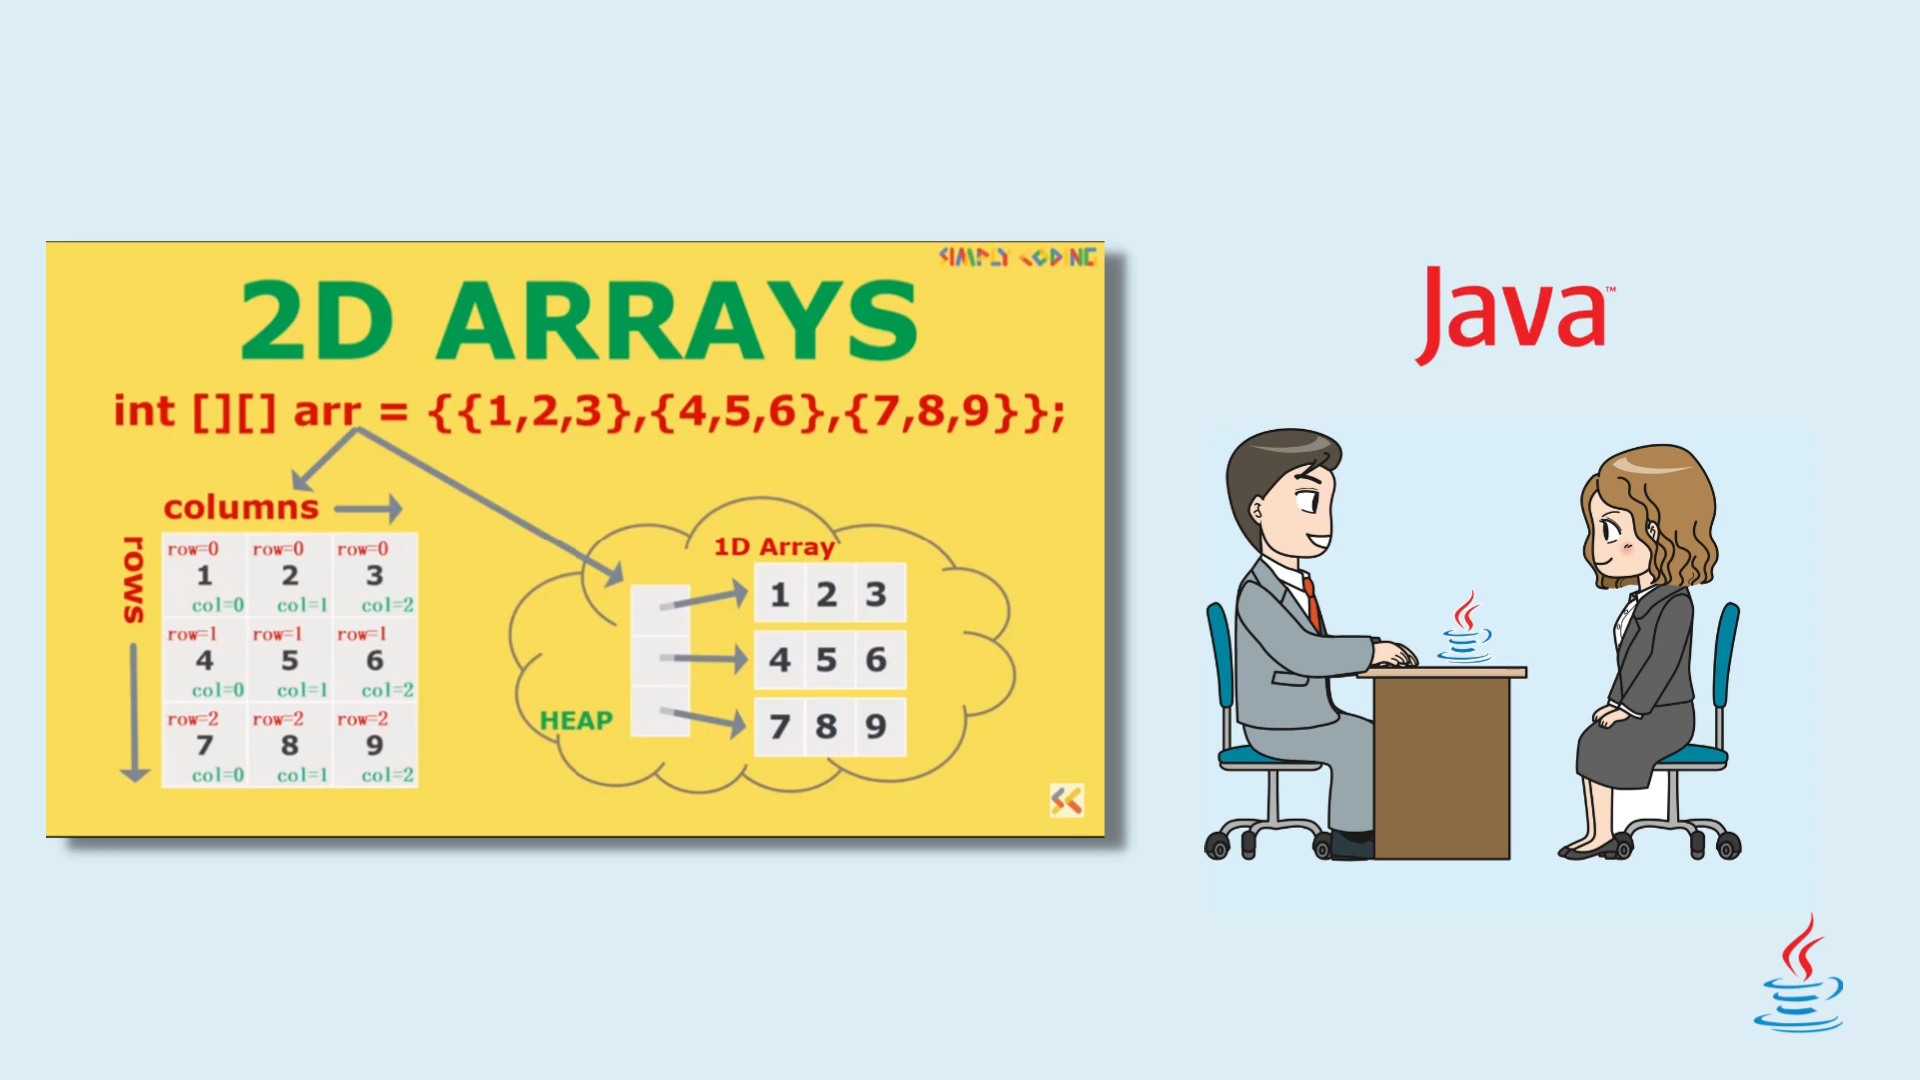 SIMPLY CODING
2D ARRAYS
int [][] arr = {{1,2,3},{4,5,6},{7,8,9}};
columns
rows
row=0 row=0 row=0
1 2 3
col=0 col=1 col=2
row=1 row=1 row=1
4 5 6
col=0 col=1 col=2
row=2 row=2 row=2
7 8 9
col=0 col=1 col=2
1D Array
1 2 3
4 5 6
7 8 9
HEAP
Java™